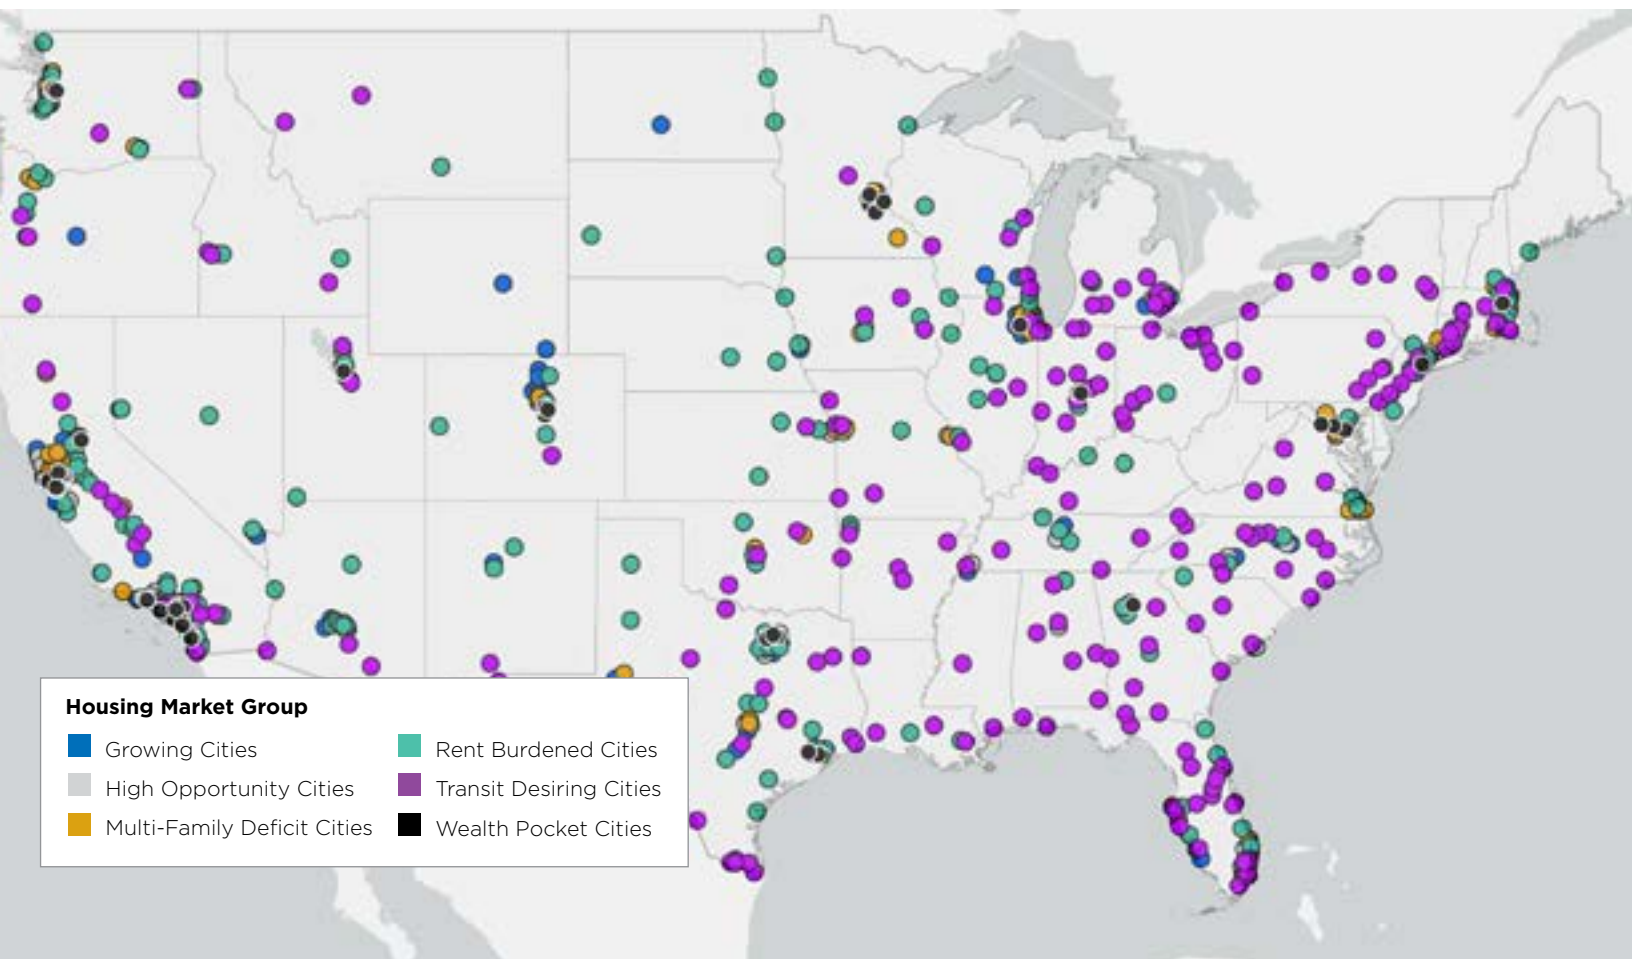 Housing Market Group
Growing Cities
High Opportunity Cities
Multi-Family Deficit Cities
Rent Burdened Cities
Transit Desiring Cities
Wealth Pocket Cities